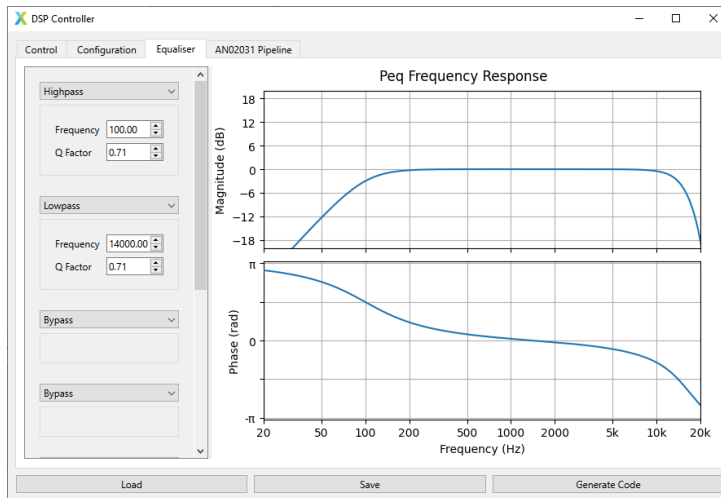 DSP Controller
Control Configuration Equaliser AN02031 Pipeline
Highpass
Frequency 100.00
Q Factor 0.71
Lowpass
Frequency 14000.00
Q Factor 0.71
Bypass
Bypass
Peq Frequency Response
Magnitude (dB)
18
12
6
0
−6
−12
−18
Phase (rad)
π
0
-π
20 50 100 200 500 1000 2000 5k 10k 20k
Frequency (Hz)
Load Save Generate Code